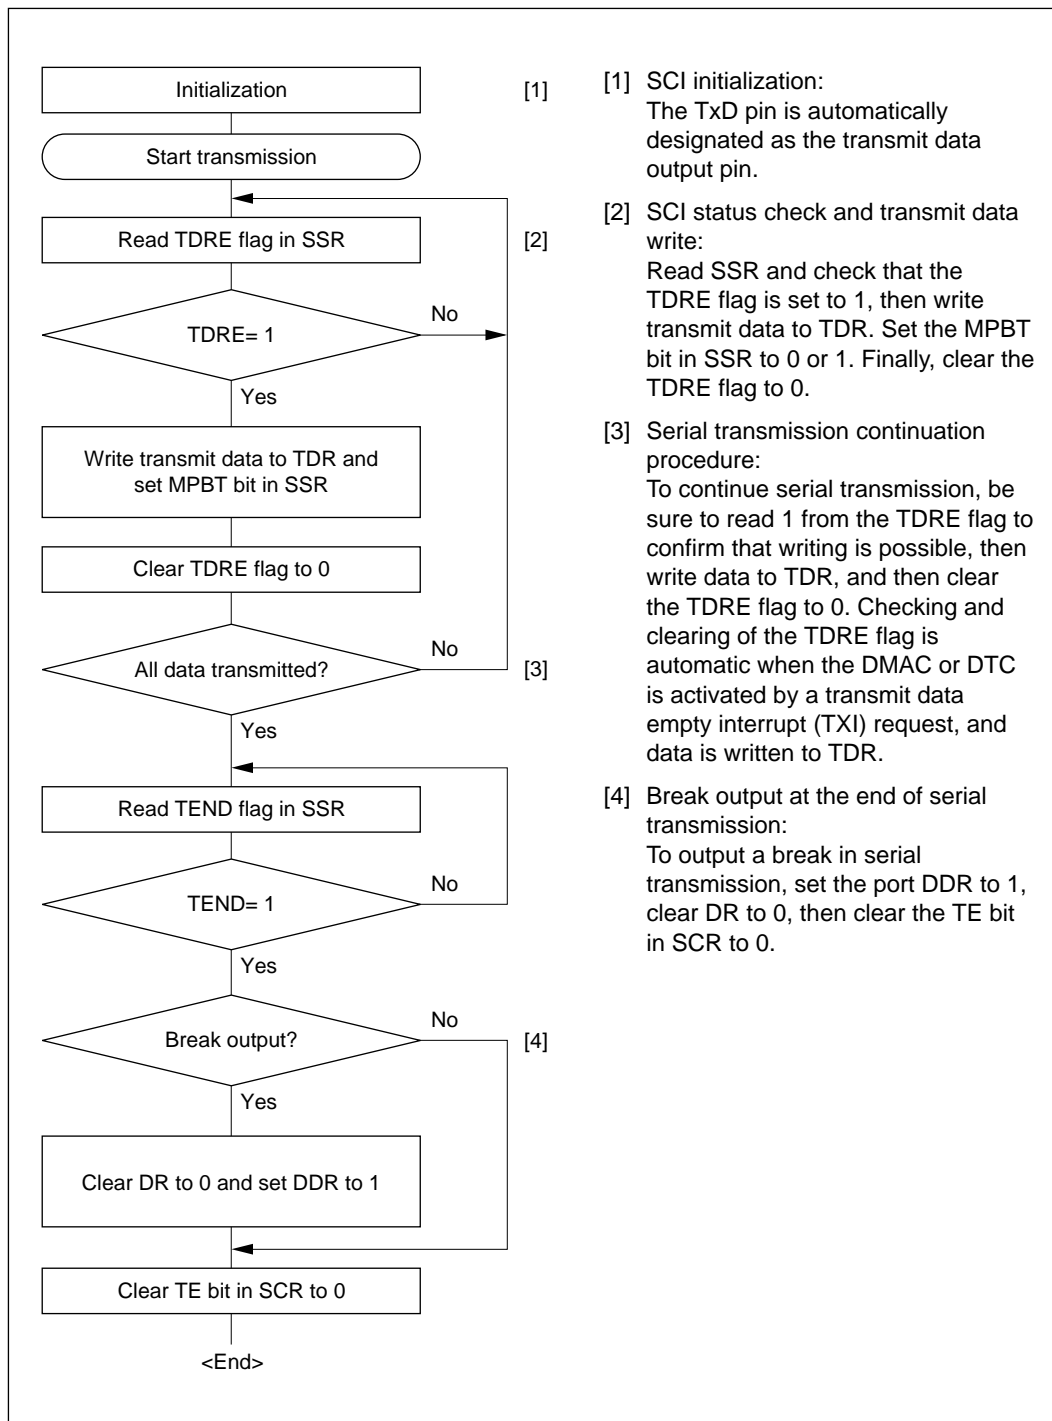 Initialization
[1]
Start transmission
Read TDRE flag in SSR
[2]
TDRE= 1
No
Yes
Write transmit data to TDR and
set MPBT bit in SSR
Clear TDRE flag to 0
All data transmitted?
No
[3]
Yes
Read TEND flag in SSR
TEND= 1
No
Yes
Break output?
No
[4]
Yes
Clear DR to 0 and set DDR to 1
Clear TE bit in SCR to 0
<End>
[1] SCI initialization:
The TxD pin is automatically
designated as the transmit data
output pin.
[2] SCI status check and transmit data
write:
Read SSR and check that the
TDRE flag is set to 1, then write
transmit data to TDR. Set the MPBT
bit in SSR to 0 or 1. Finally, clear the
TDRE flag to 0.
[3] Serial transmission continuation
procedure:
To continue serial transmission, be
sure to read 1 from the TDRE flag to
confirm that writing is possible, then
write data to TDR, and then clear
the TDRE flag to 0. Checking and
clearing of the TDRE flag is
automatic when the DMAC or DTC
is activated by a transmit data
empty interrupt (TXI) request, and
data is written to TDR.
[4] Break output at the end of serial
transmission:
To output a break in serial
transmission, set the port DDR to 1,
clear DR to 0, then clear the TE bit
in SCR to 0.